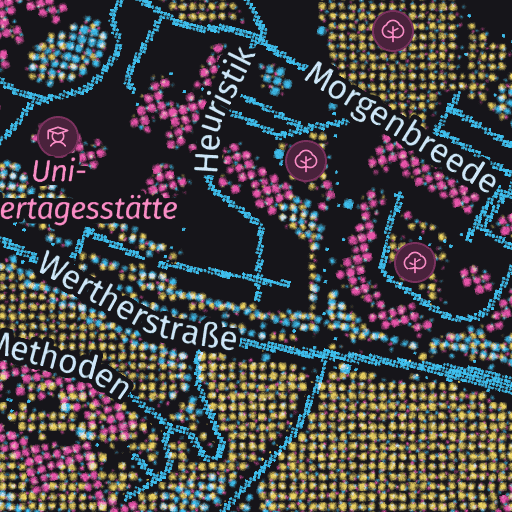 Heuristik
Morgenbreede
Uni-
ertagesstätte
Wertherstraße
Methoden